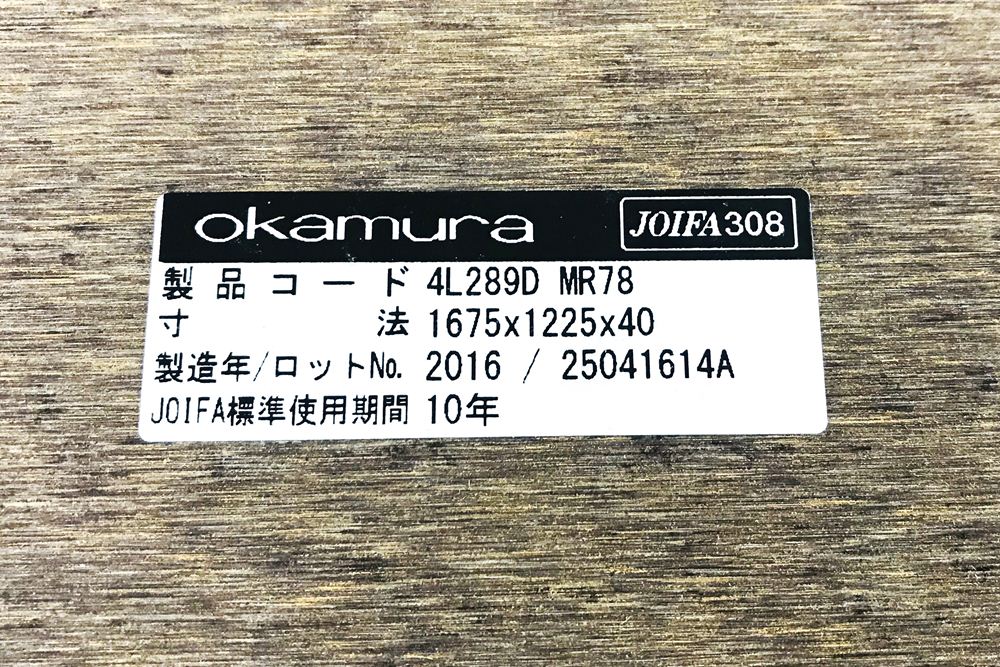 okamura JOIFA308
製品コード 4L289D MR78
寸法 1675x1225x40
製造年/ロットNo. 2016 / 25041614A
JOIFA標準使用期間 10年